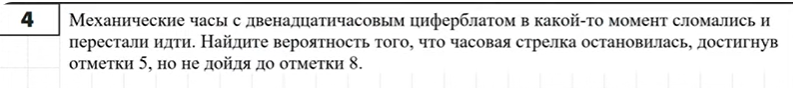 4
Механические часы с двенадцатичасовым циферблатом в какой-то момент сломались и
перестали идти. Найдите вероятность того, что часовая стрелка остановилась, достигнув
отметки 5, но не дойдя до отметки 8.